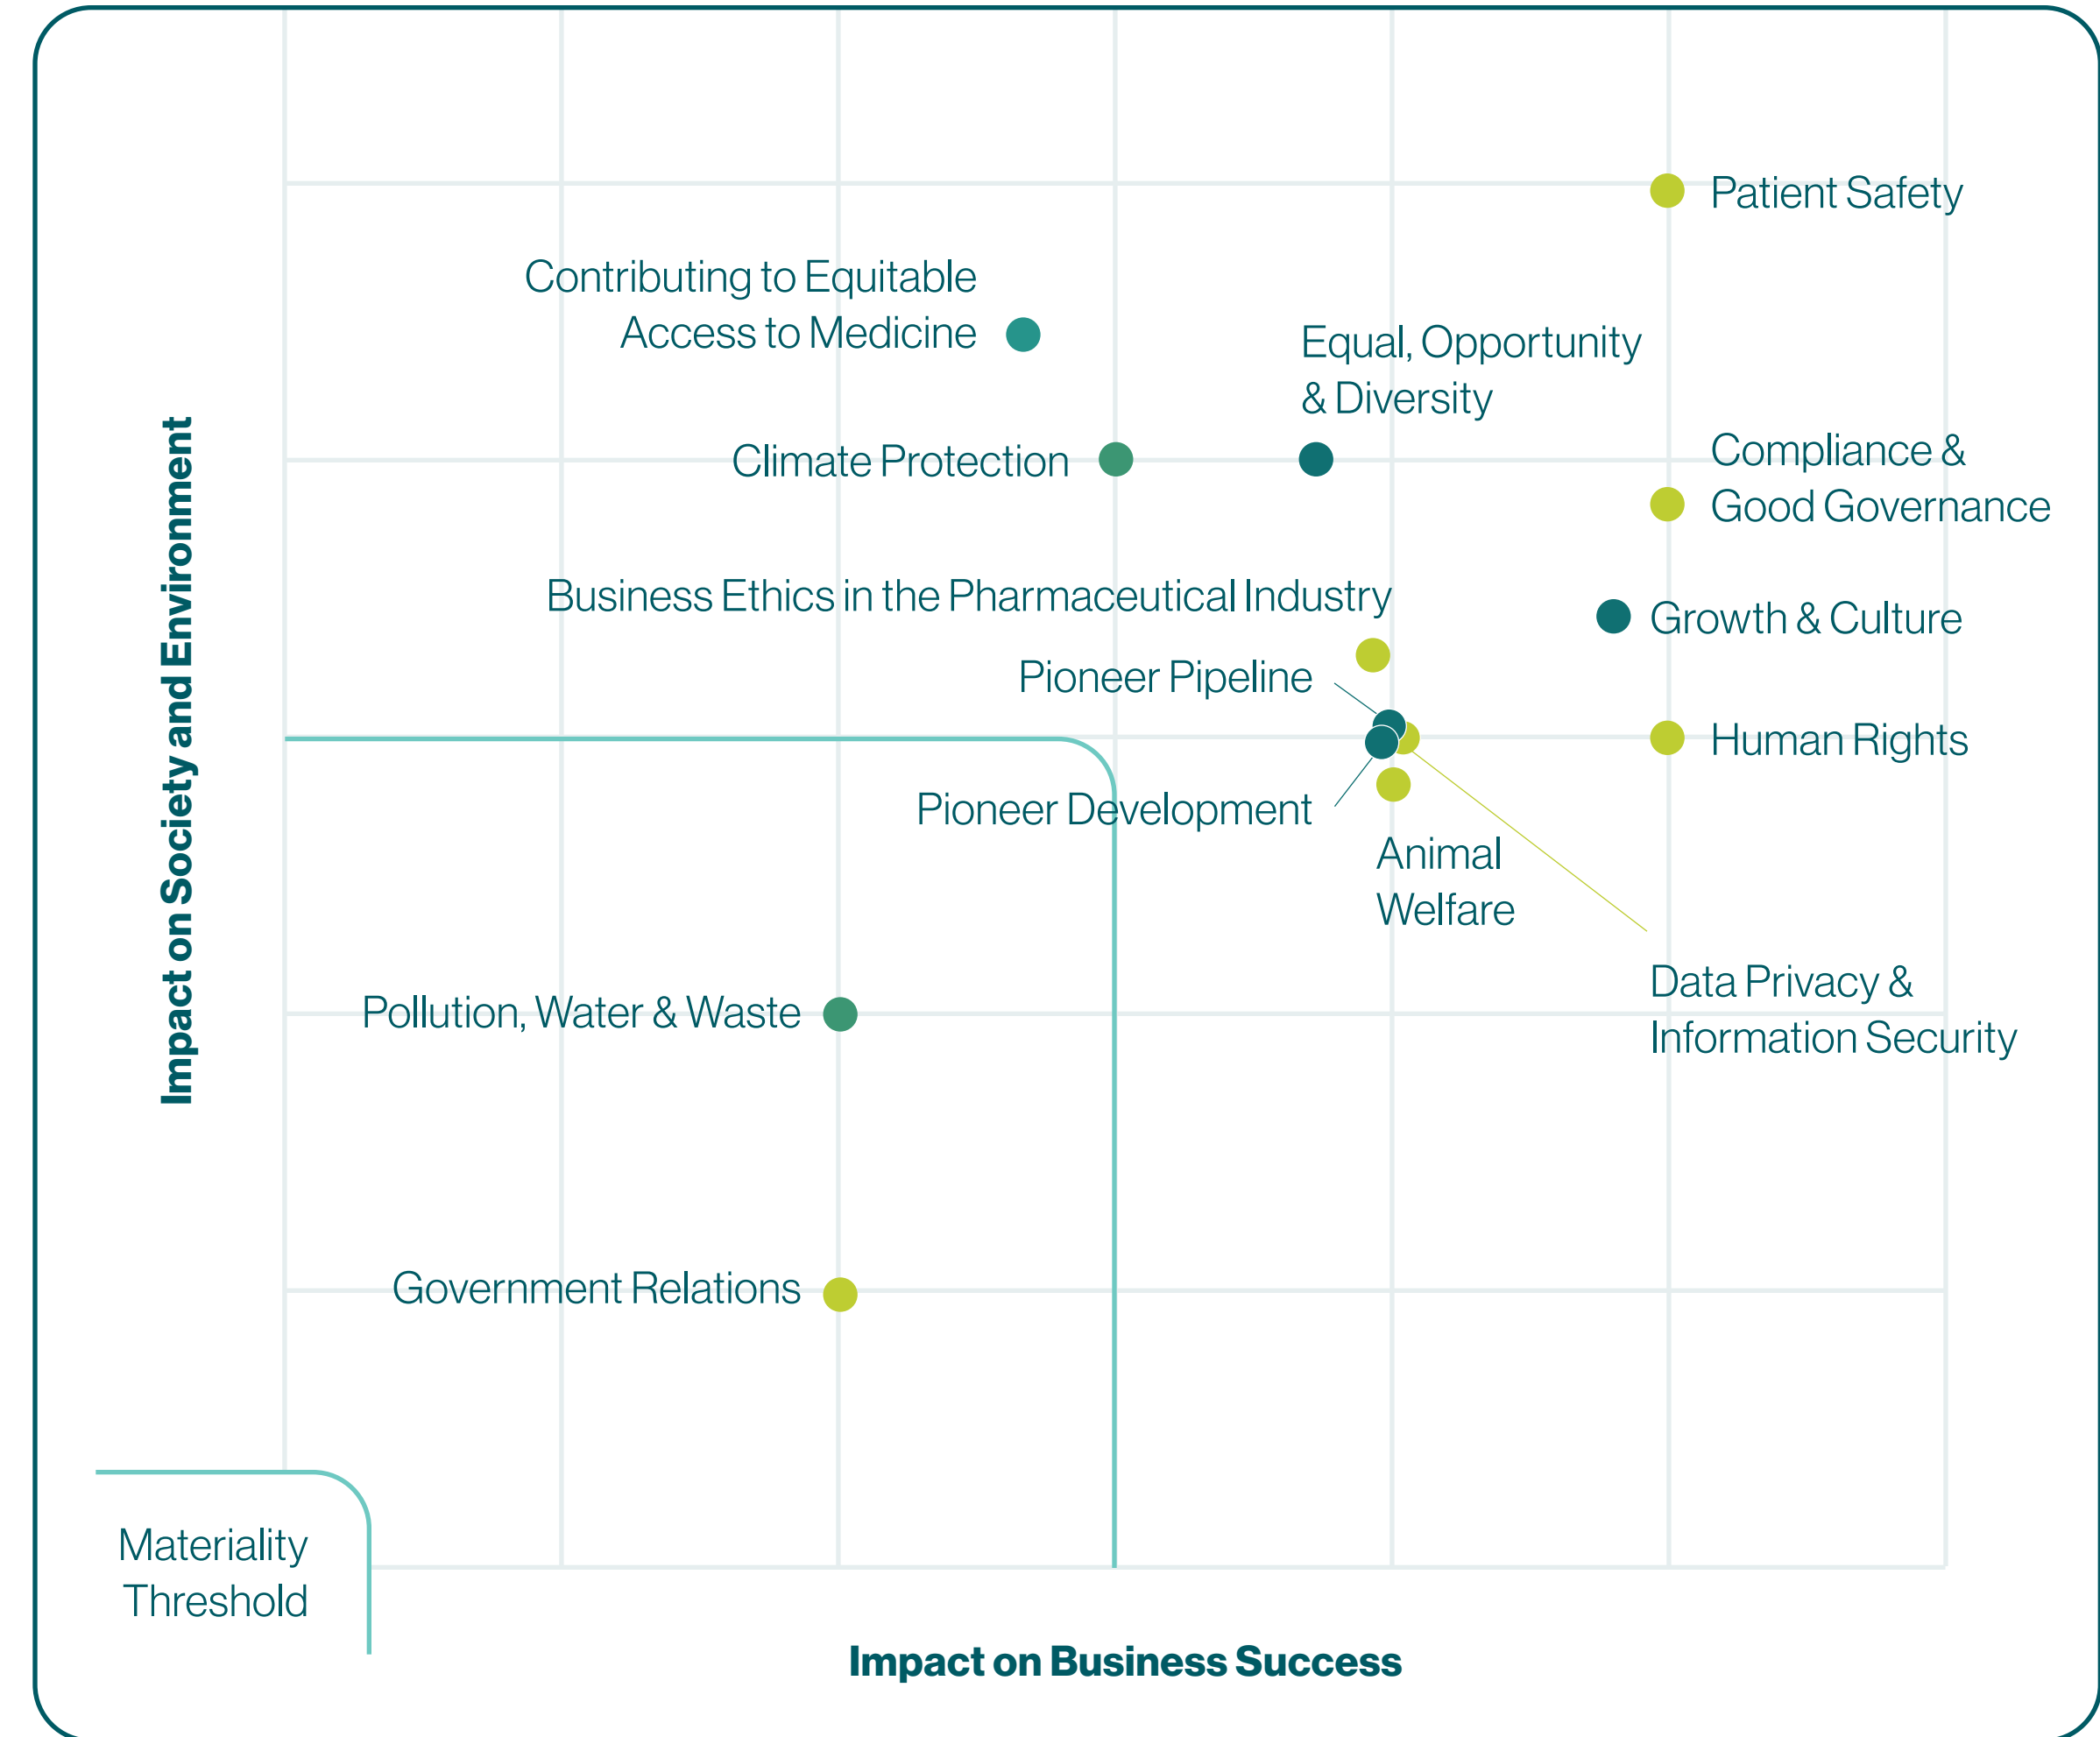 Patient Safety
Contributing to Equitable
Access to Medicine
Equal, Opportunity
& Diversity
Climate Protection
Compliance &
Good Governance
Business Ethics in the Pharmaceutical Industry
Growth & Culture
Pioneer Pipeline
Human Rights
Pioneer Development
Animal
Welfare
Data Privacy &
Information Security
Pollution, Water & Waste
Government Relations
Impact on Society and Environment
Materiality
Threshold
Impact on Business Success